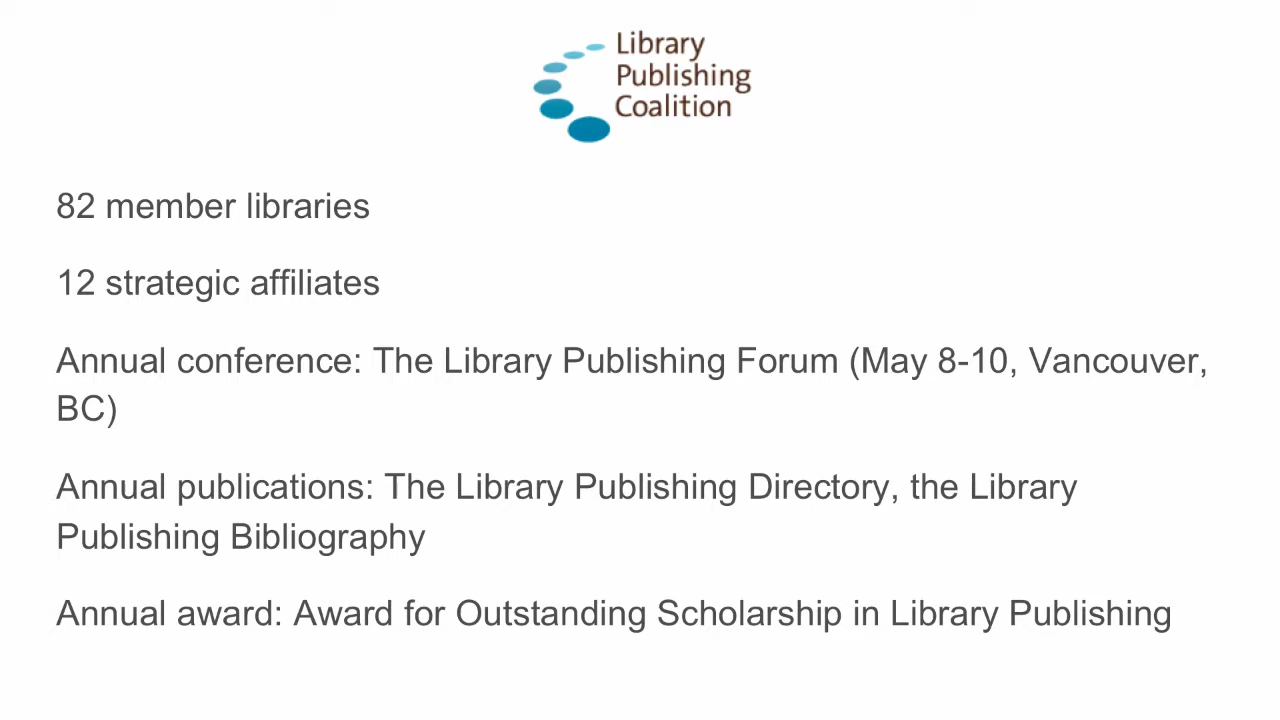 Library
Publishing
Coalition
82 member libraries
12 strategic affiliates
Annual conference: The Library Publishing Forum (May 8-10, Vancouver,
BC)
Annual publications: The Library Publishing Directory, the Library
Publishing Bibliography
Annual award: Award for Outstanding Scholarship in Library Publishing